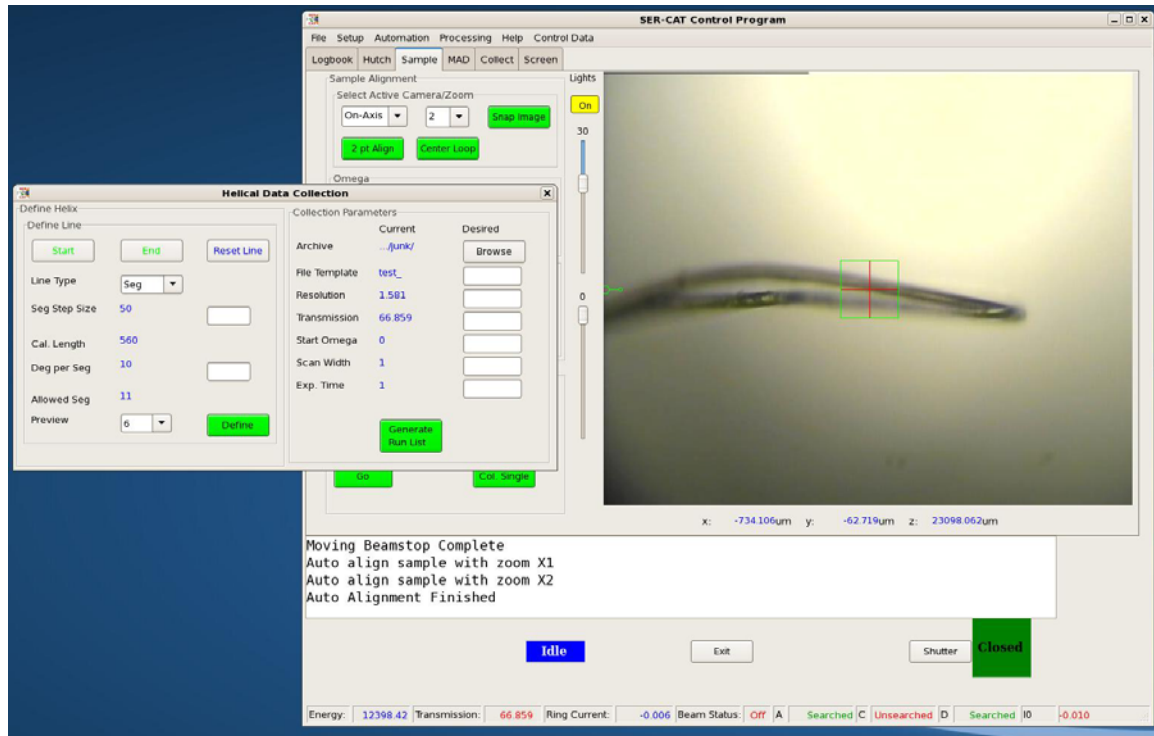 SER-CAT Control Program
File Setup Automation Processing Help Control Data
Logbook Hutch Sample MAD Collect Screen
Sample Alignment
Select Active Camera/Zoom
On-Axis 2 Snap Image
2 pt Align Center Loop
Omega
Lights
On
30
0
Helical Data Collection
Define Helix
Define Line
Start End Reset Line
Line Type Seg
Seg Step Size 50
Cal. Length 560
Deg per Seg 10
Allowed Seg 11
Preview 6 Define
Collection Parameters
Current Desired
Archive .../junk/ Browse
File Template test_
Resolution 1.581
Transmission 66.859
Start Omega 0
Scan Width 1
Exp. Time 1
Generate
Run List
Go Col. Single
x: -734.106um y: -62.719um z: 23098.062um
Moving Beamstop Complete
Auto align sample with zoom X1
Auto align sample with zoom X2
Auto Alignment Finished
Idle Exit Shutter Closed
Energy: 12398.42 Transmission: 66.859 Ring Current: -0.006 Beam Status: Off A Searched C Unsearched D Searched I0 -0.010